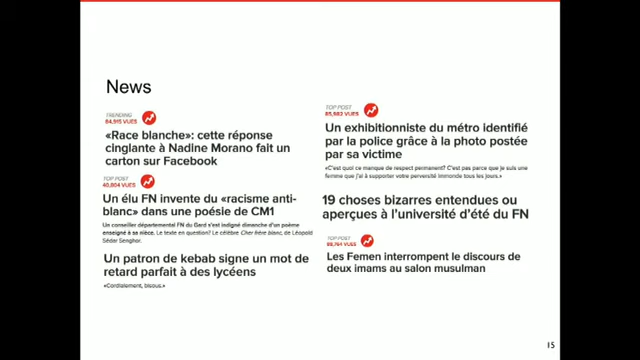 News
TRENDING
84,915 VUES
«Race blanche»: cette réponse
cinglante à Nadine Morano fait un
carton sur Facebook
TOP POST
40,804 VUES
Un élu FN invente du «racisme anti-
blanc» dans une poésie de CM1
Un conseiller départemental FN du Gard s'est indigné dimanche d'un poème
enseigné à sa nièce. Le texte en question? Le célèbre Cher frère blanc, de Léopold
Sédar Senghor.
Un patron de kebab signe un mot de
retard parfait à des lycéens
«Cordialement, bisous.»
TOP POST
VUES
Un exhibitionniste du métro identifié
par la police grâce à la photo postée
par sa victime
«C'est quoi ce manque de respect permanent? C'est pas parce que je suis une
femme que j'ai à supporter votre perversité immonde tous les jours.»
19 choses bizarres entendues ou
aperçues à l'université d'été du FN
TOP POST
VUES
Les Femen interrompent le discours de
deux imams au salon musulman
15